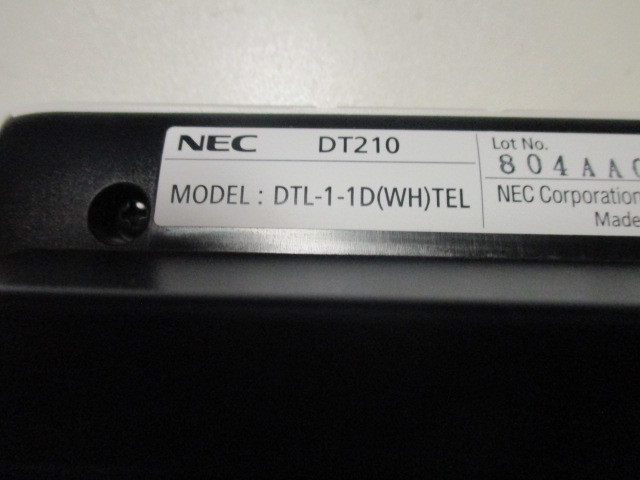 NEC DT210
MODEL : DTL-1-1D(WH)TEL
Lot No.
804AA
NEC Corporation
Made